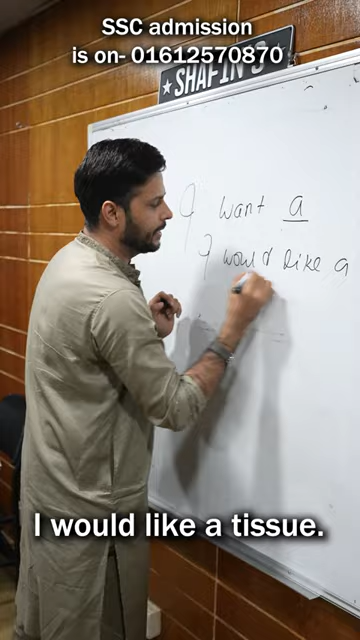 SSC admission
is on- 01612570870
★ SHAFIN'S
I want a
I would like a
I would like a tissue.